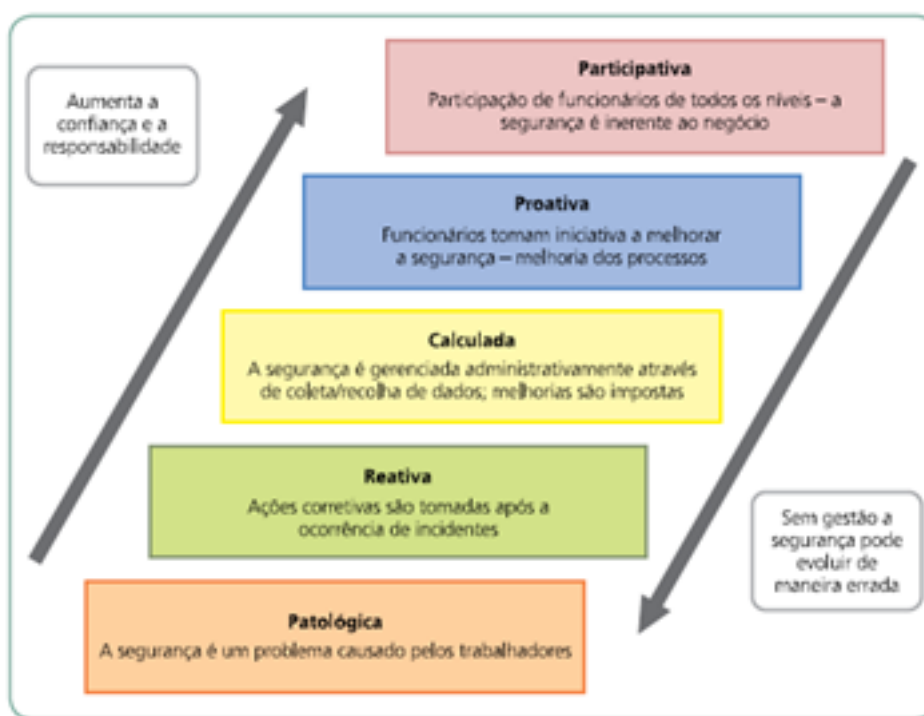 Aumenta a
confiança e a
responsabilidade
Participativa
Participação de funcionários de todos os níveis – a
segurança é inerente ao negócio
Proativa
Funcionários tomam iniciativa a melhorar
a segurança – melhoria dos processos
Calculada
A segurança é gerenciada administrativamente através
de coleta/recolha de dados; melhorias são impostas
Reativa
Ações corretivas são tomadas após a
ocorrência de incidentes
Sem gestão a
segurança pode
evoluir de
maneira errada
Patológica
A segurança é um problema causado pelos trabalhadores